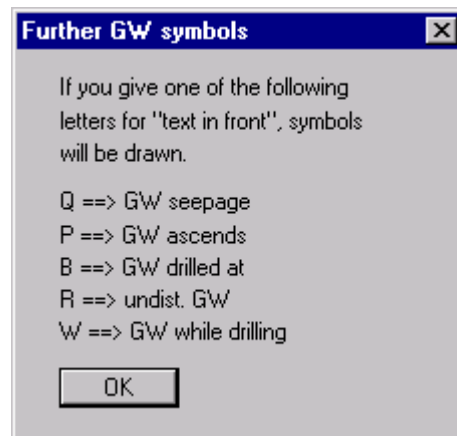 Further GW symbols
If you give one of the following
letters for "text in front", symbols
will be drawn.
Q ==> GW seepage
P ==> GW ascends
B ==> GW drilled at
R ==> undist. GW
W ==> GW while drilling
OK